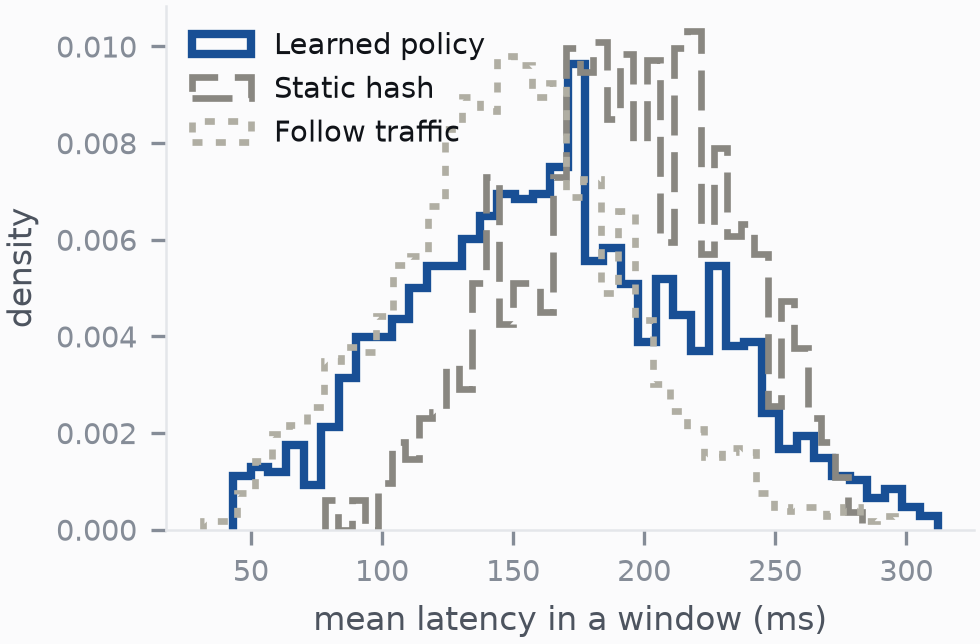 Learned policy
Static hash
Follow traffic
0.010
0.008
0.006
0.004
0.002
0.000
density
50 100 150 200 250 300
mean latency in a window (ms)